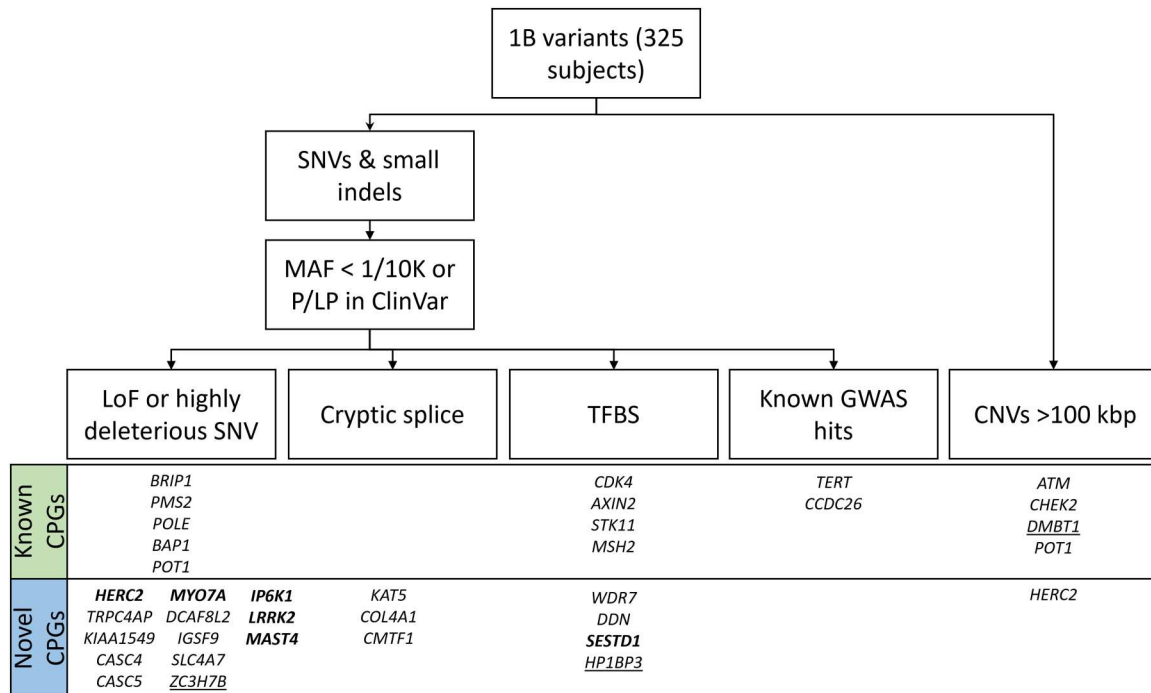 1B variants (325
subjects)
SNVs & small
indels
MAF < 1/10K or
P/LP in ClinVar
LoF or highly
deleterious SNV
Cryptic splice
TFBS
Known GWAS
hits
CNVs >100 kbp
Known
CPGs
BRIP1
PMS2
POLE
BAP1
POT1
CDK4
AXIN2
STK11
MSH2
TERT
CCDC26
ATM
CHEK2
DMBT1
POT1
Novel
CPGs
HERC2 MYO7A IP6K1
TRPC4AP DCAF8L2 LRRK2
KIAA1549 IGSF9 MAST4
CASC4 SLC4A7
CASC5 ZC3H7B
KAT5
COL4A1
CMTF1
WDR7
DDN
SESTD1
HP1BP3
HERC2